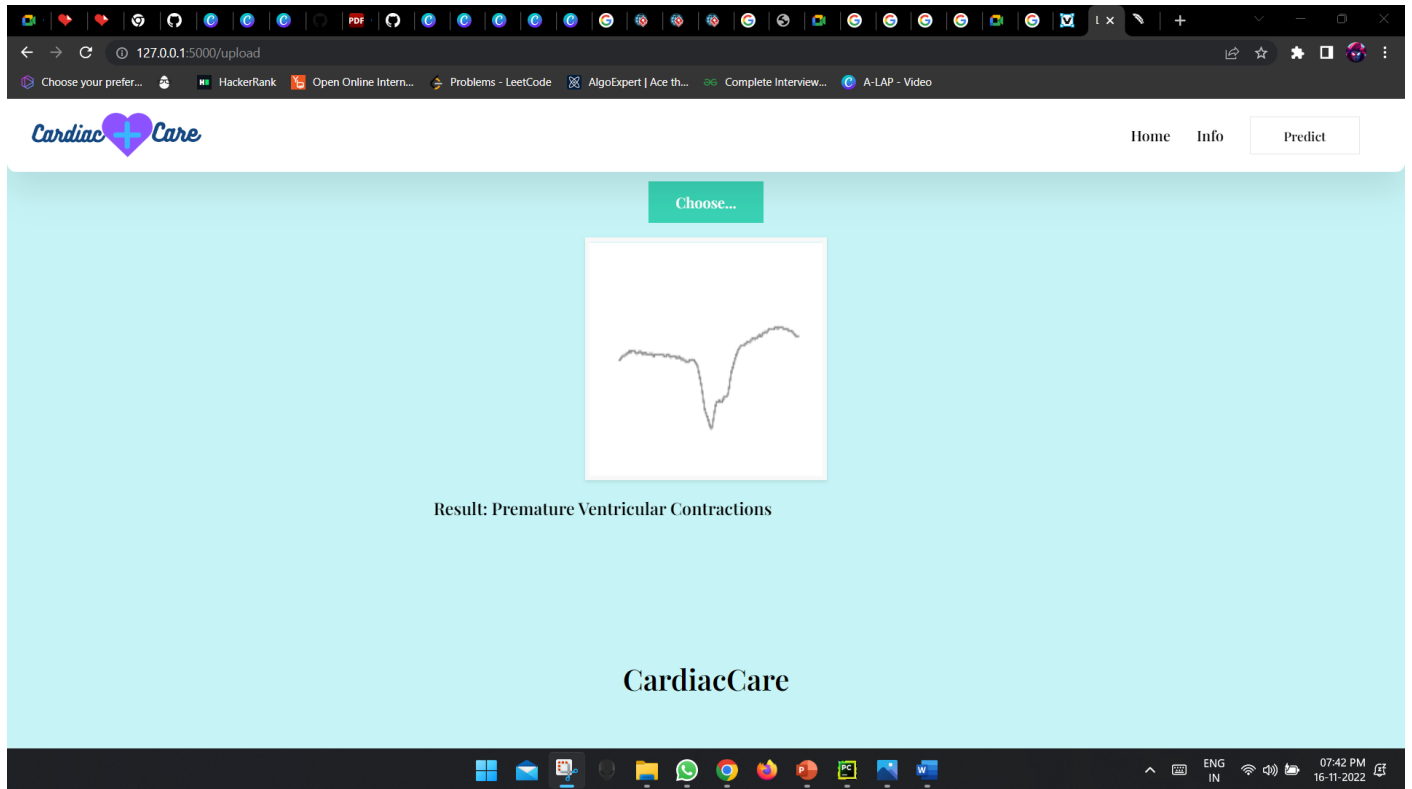 PDF
127.0.0.1:5000/upload
Choose your prefer...
HackerRank
Open Online Intern...
Problems - LeetCode
AlgoExpert | Ace th...
Complete Interview...
A-LAP - Video
Cardiac Care
Home
Info
Predict
Choose...
Result: Premature Ventricular Contractions
CardiacCare
ENG
IN
07:42 PM
16-11-2022